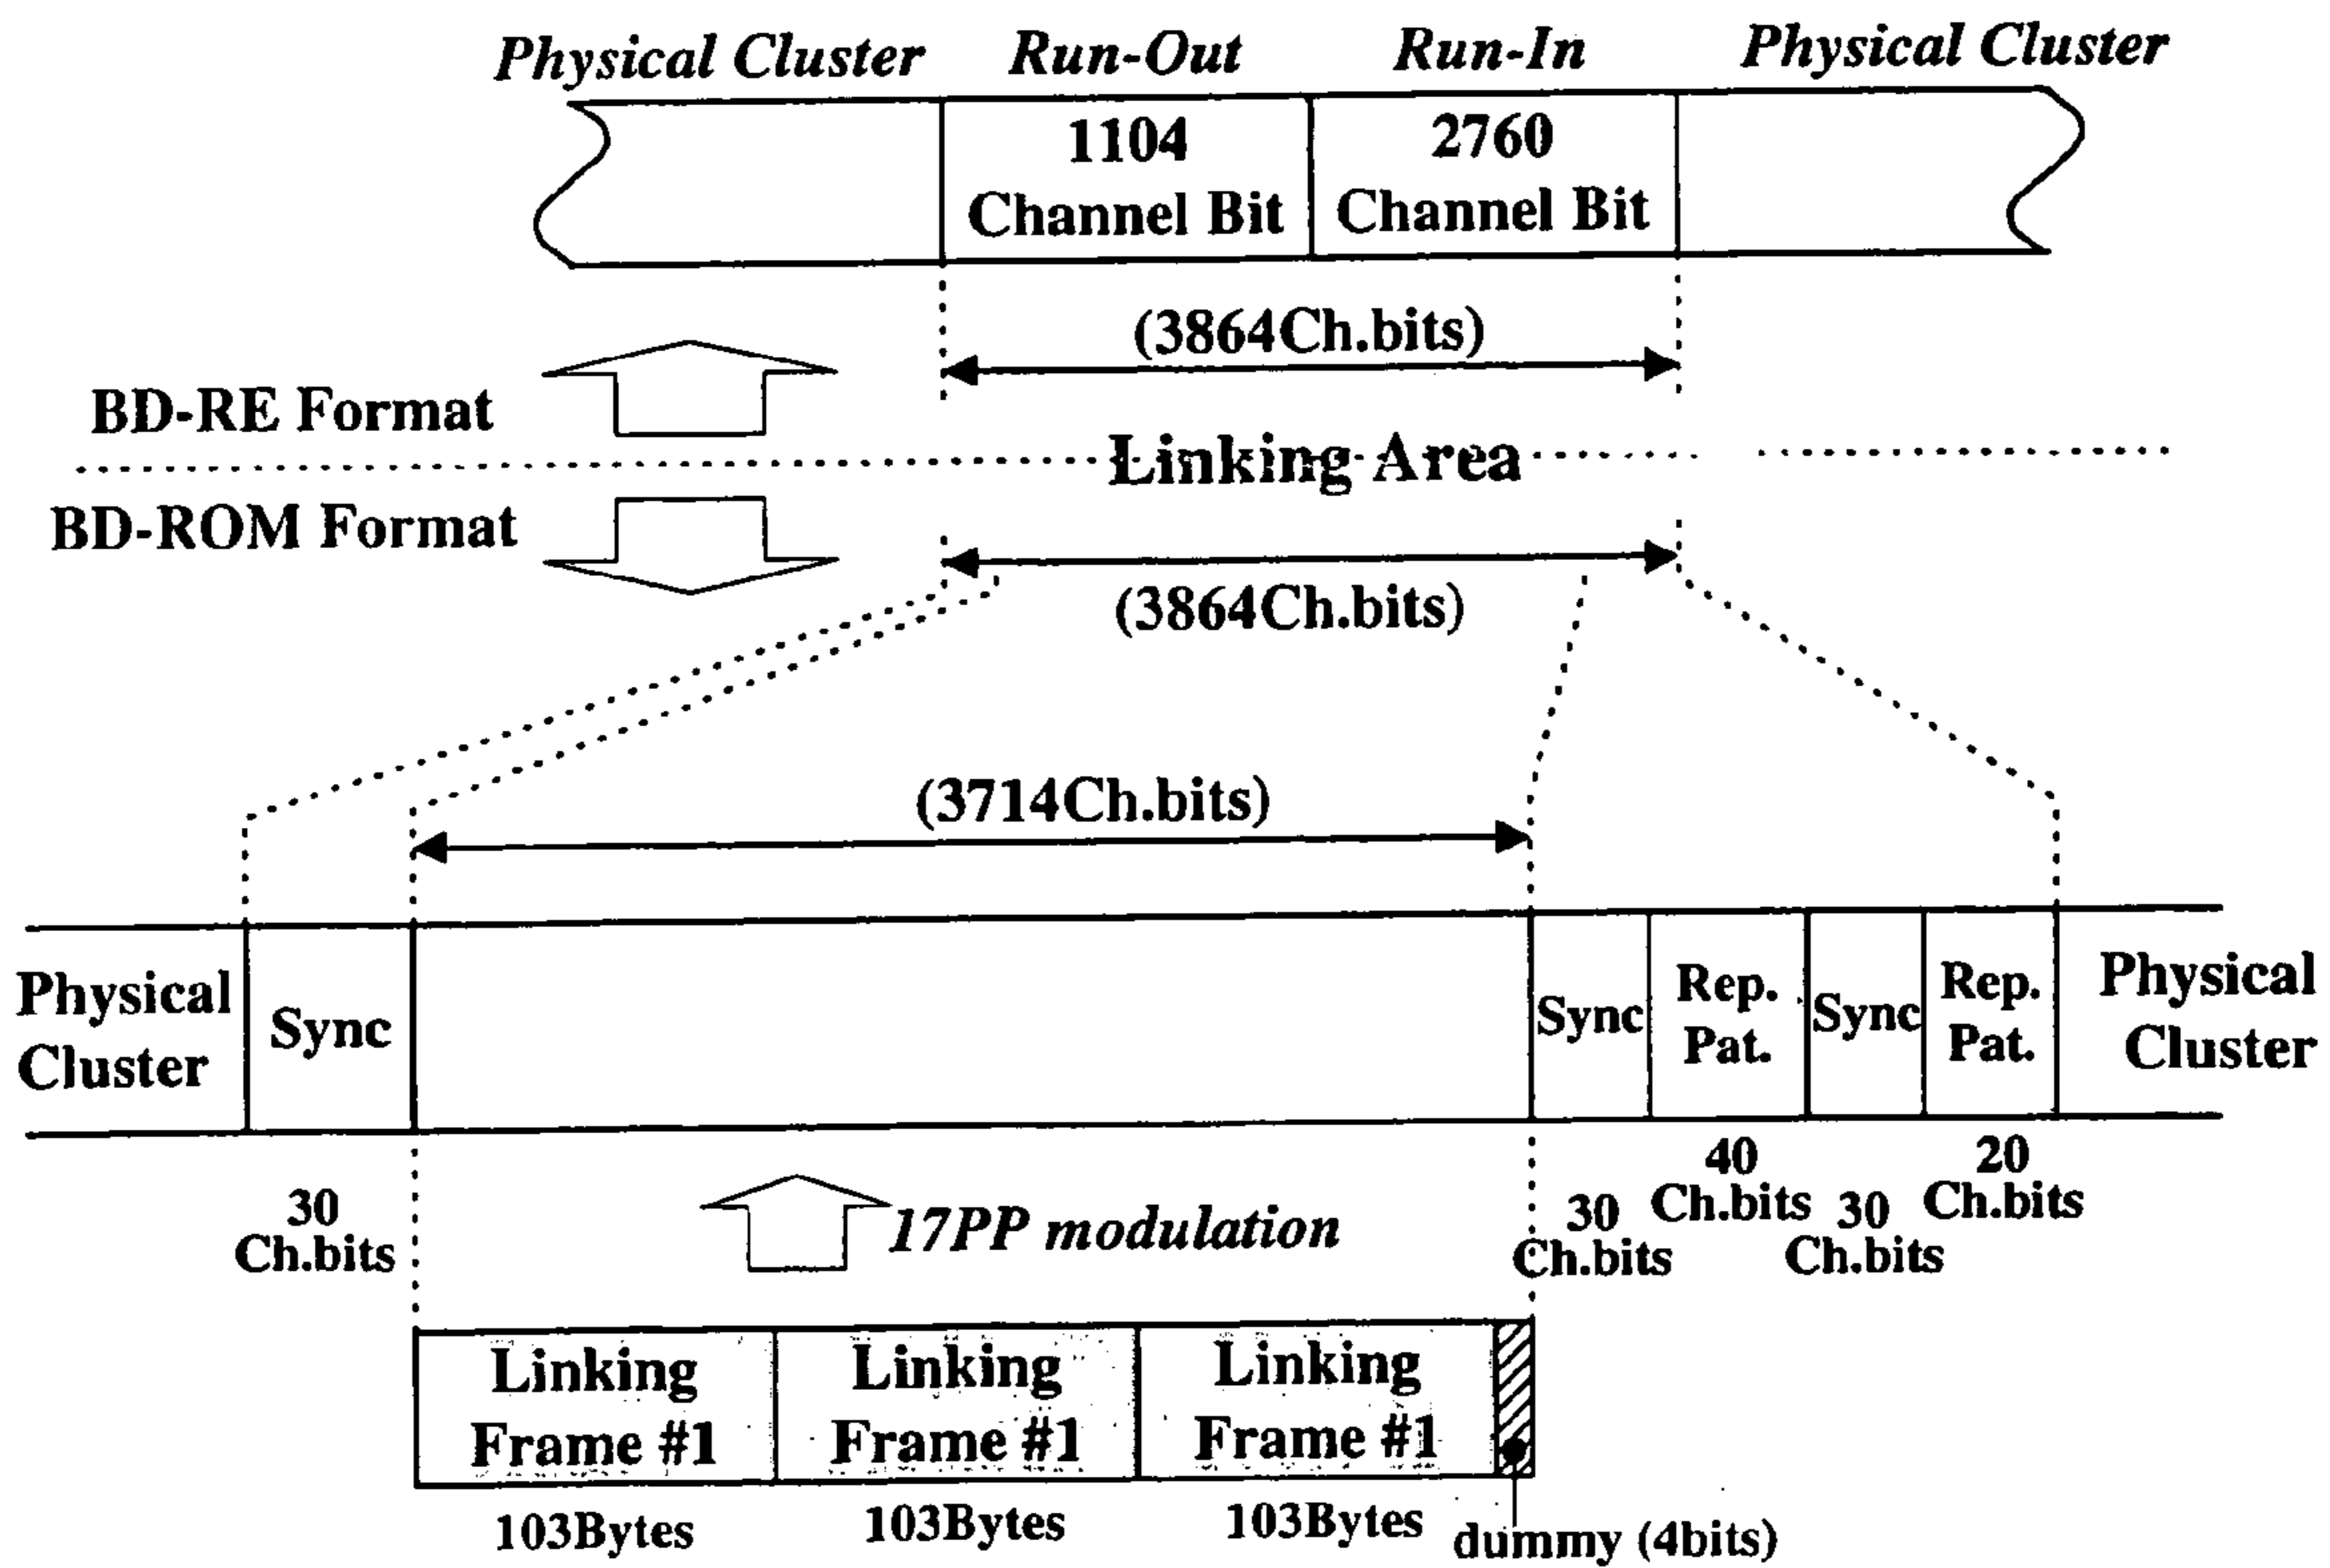 Physical Cluster Run-Out Run-In Physical Cluster
1104
Channel Bit
2760
Channel Bit
(3864Ch.bits)
BD-RE Format
Linking Area
BD-ROM Format
(3864Ch.bits)
(3714Ch.bits)
Physical
Cluster
Sync
Sync
Rep.
Pat.
Sync
Rep.
Pat.
Physical
Cluster
30
Ch.bits
17PP modulation
30
Ch.bits
40
Ch.bits
30
Ch.bits
20
Ch.bits
Linking
Frame #1
Linking
Frame #1
Linking
Frame #1
103Bytes
103Bytes
103Bytes
dummy (4bits)